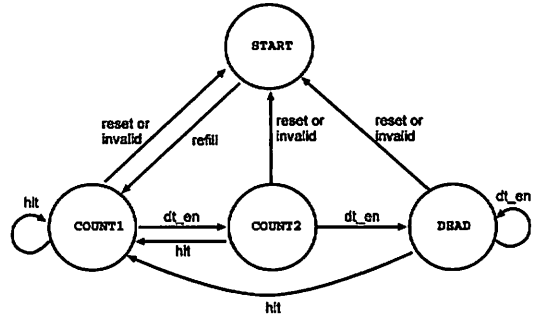 START
reset or
invalid
refill
reset or
invalid
reset or
invalid
hit
COUNT1
dt_en
hit
COUNT2
dt_en
DEAD
dt_en
hit